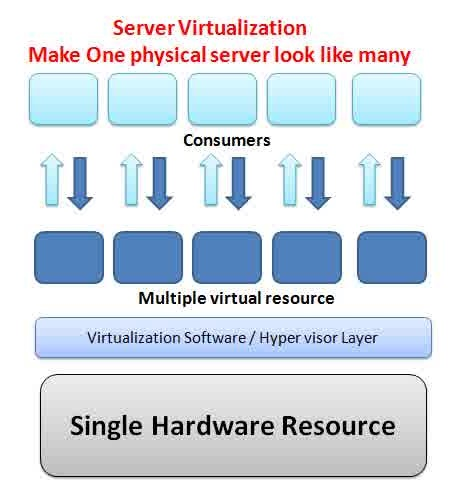 Server Virtualization
Make One physical server look like many
Consumers
Multiple virtual resource
Virtualization Software / Hyper visor Layer
Single Hardware Resource